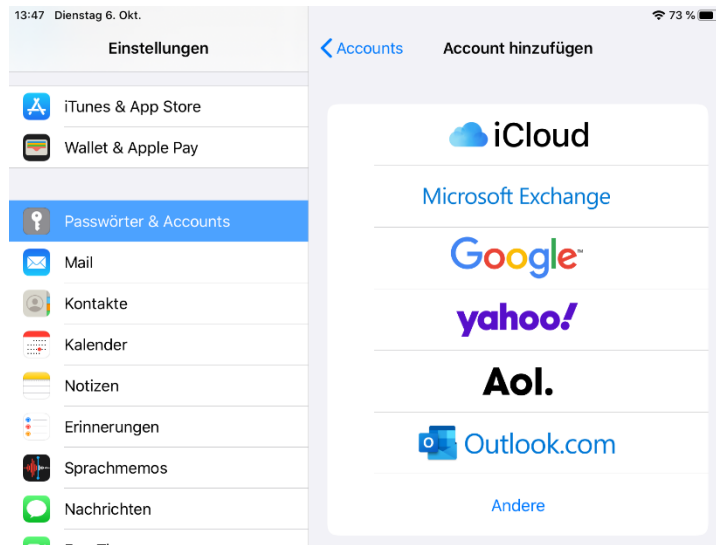 13:47 Dienstag 6. Okt.
73 %
Einstellungen
iTunes & App Store
Wallet & Apple Pay
Passwörter & Accounts
Mail
Kontakte
Kalender
Notizen
Erinnerungen
Sprachmemos
Nachrichten
Accounts
Account hinzufügen
iCloud
Microsoft Exchange
Google
yahoo!
Aol.
Outlook.com
Andere